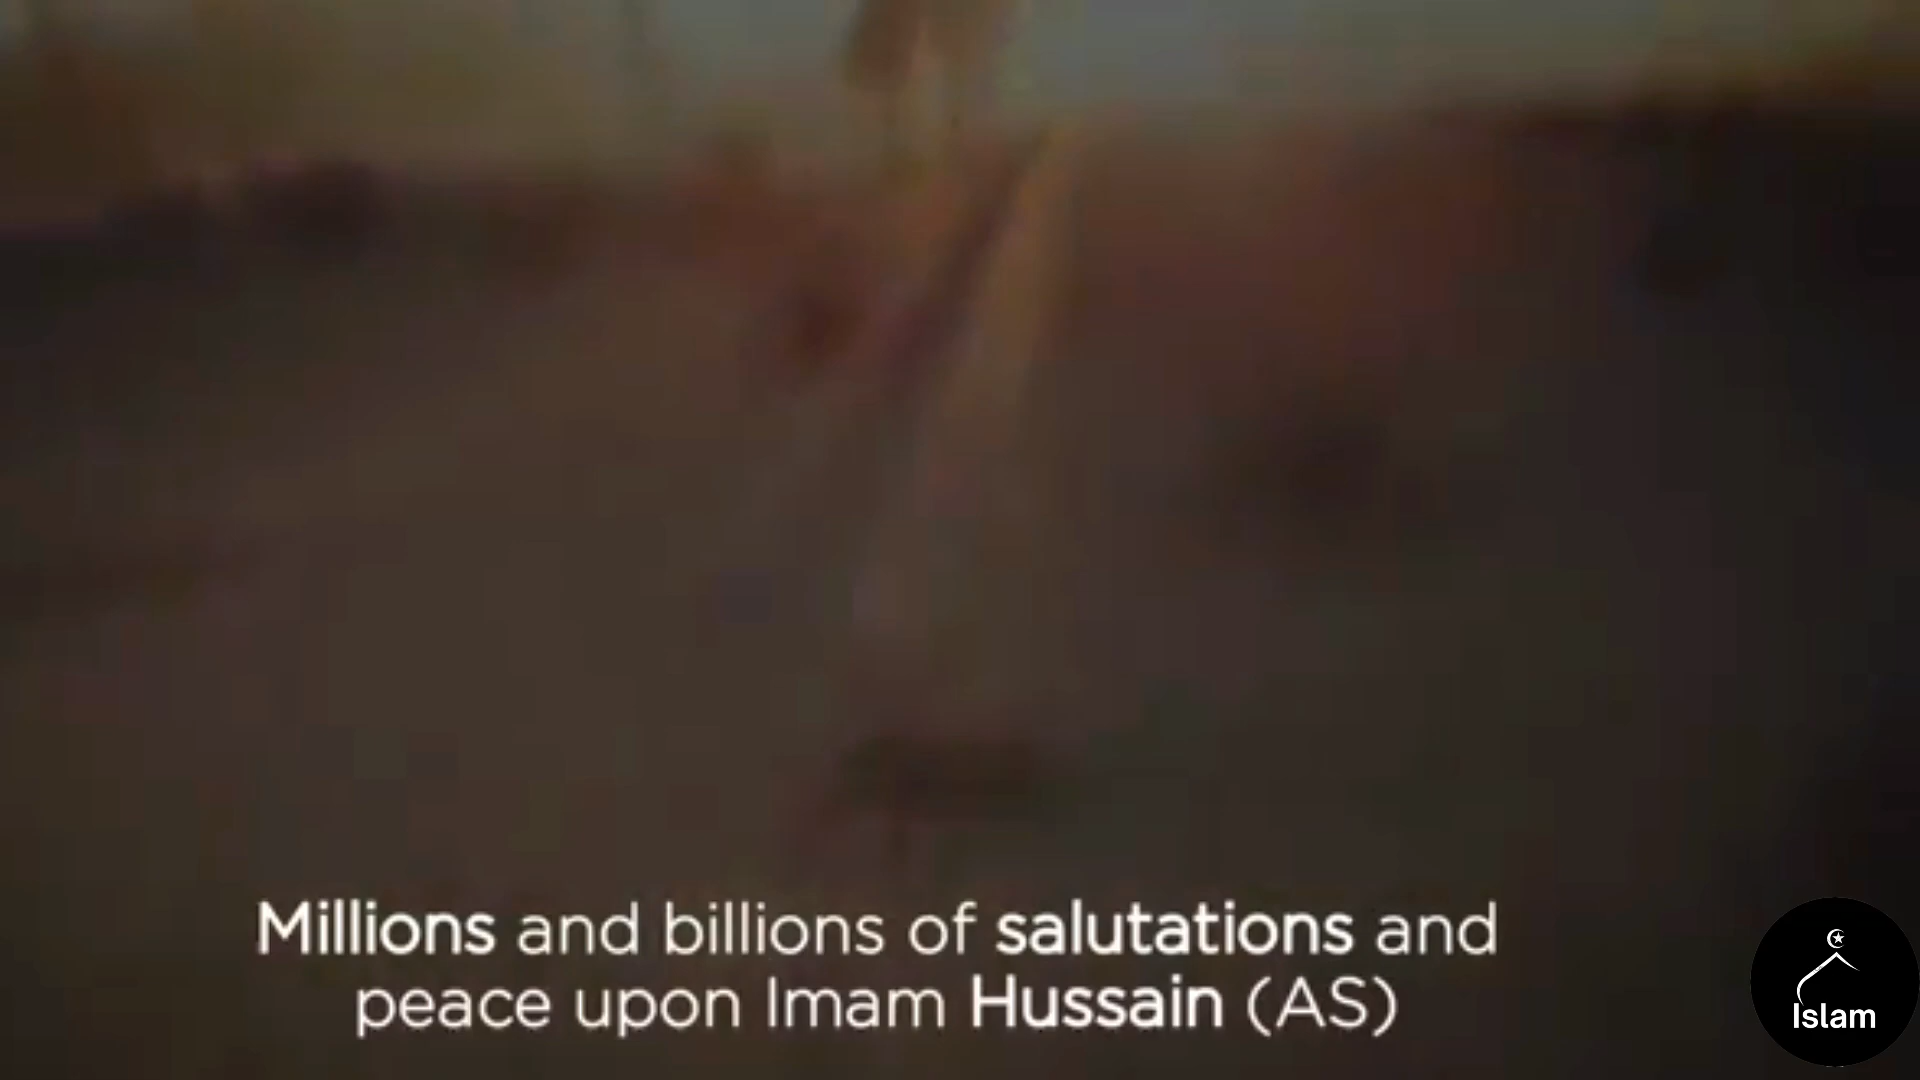 Millions and billions of salutations and
peace upon Imam Hussain (AS)
Islam